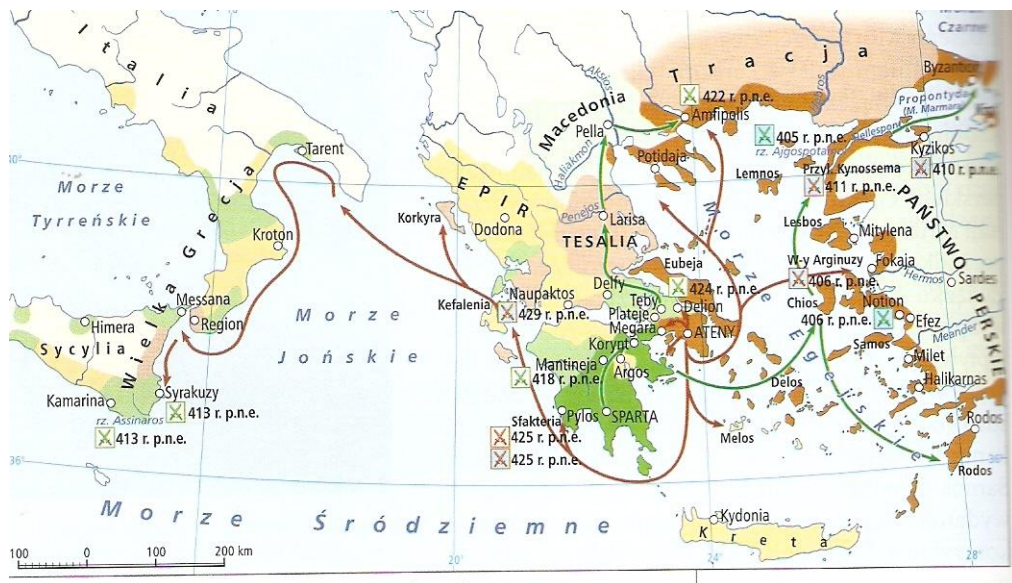 Czarne
Italia
Tracja
Byzantion
422 r. p.n.e.
Amfipolis
Propontyda
(M. Marmara)
Aksios
Macedonia
Pella
405 r. p.n.e.
rz. Ajgospotamoj
Hellespont
Kyzikos
410 r. p.n.e.
Tarent
Haliakmon
Potidaja
Lemnos
Przyl. Kynossema
411 r. p.n.e.
40°
Morze
Tyrreńskie
EPIR
Dodona
Korkyra
Penejos
Larisa
TESALIA
Lesbos
Mitylena
PAŃSTWO
PERSKIE
Wielka Grecja
Kroton
Morze Egejskie
Eubeja
424 r. p.n.e.
W-y Arginuzy
406 r. p.n.e.
Fokaja
Hermos
Sardes
Messana
Region
Himera
Sycylia
Morze
Jońskie
Kefalenia
Naupaktos
429 r. p.n.e.
Delfy
Teby
Delion
Plateje
Megara
ATENY
Korynt
Chios
Notion
406 r. p.n.e.
Efez
Meander
Samos
Milet
Mantineja
418 r. p.n.e.
Argos
Delos
Halikarnas
Kamarina
Syrakuzy
413 r. p.n.e.
rz. Assinaros
413 r. p.n.e.
Sfakteria
Pylos
SPARTA
425 r. p.n.e.
425 r. p.n.e.
Melos
Rodos
Rodos
36°
36°
Morze Śródziemne
Kydonia
Kreta
100 0 100 200 km
20°
24°
28°